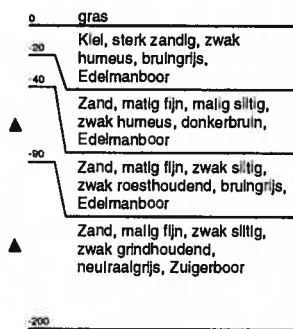 0 gras
Klei, sterk zandig, zwak
-20
humeus, bruingrijs,
Edelmanboor
-40
Zand, matig fijn, matig siltig,
zwak humeus, donkerbruin,
Edelmanboor
-90
Zand, matig fijn, zwak siltig,
zwak roesthoudend, bruingrijs,
Edelmanboor
Zand, matig fijn, zwak siltig,
zwak grindhoudend,
neutraalgrijs, Zuigerboor
-200